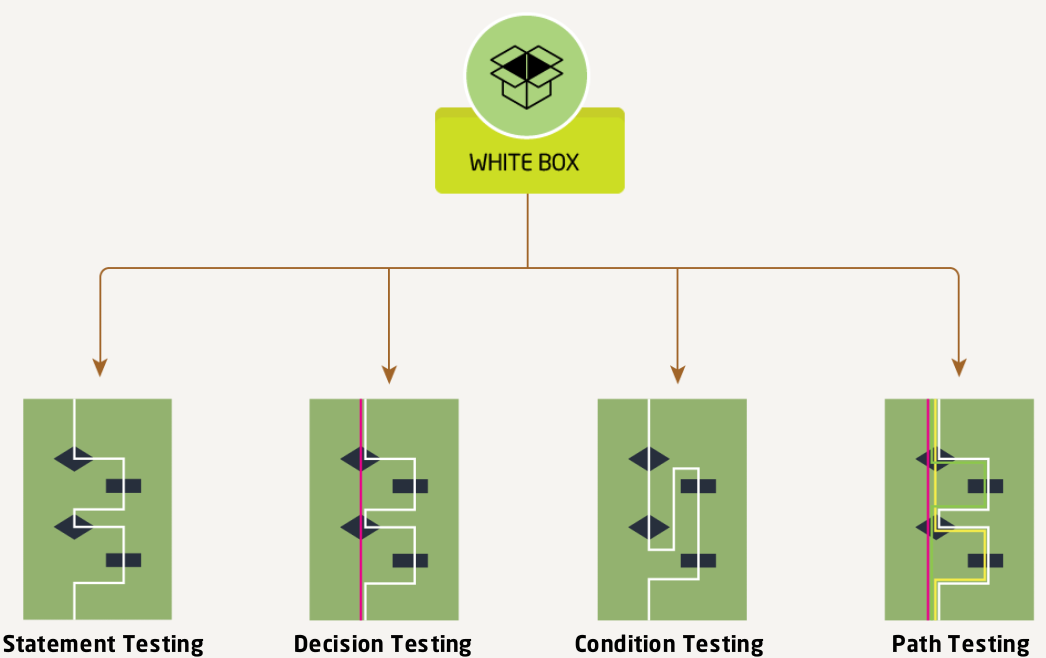 WHITE BOX
Statement Testing
Decision Testing
Condition Testing
Path Testing